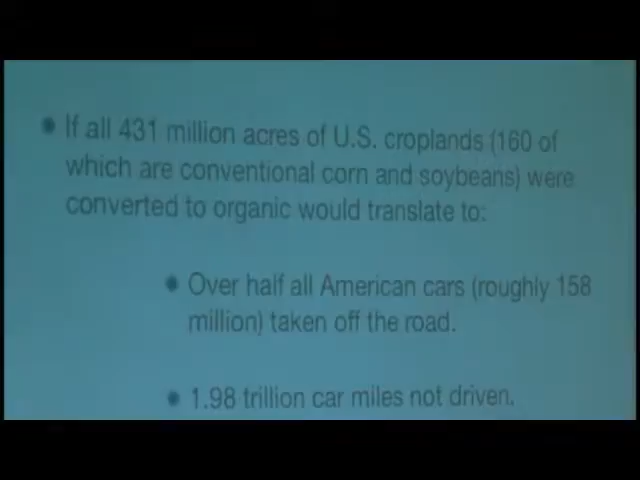 • If all 431 million acres of U.S. croplands (160 of
which are conventional corn and soybeans) were
converted to organic would translate to:
• Over half all American cars (roughly 158
million) taken off the road.
• 1.98 trillion car miles not driven.